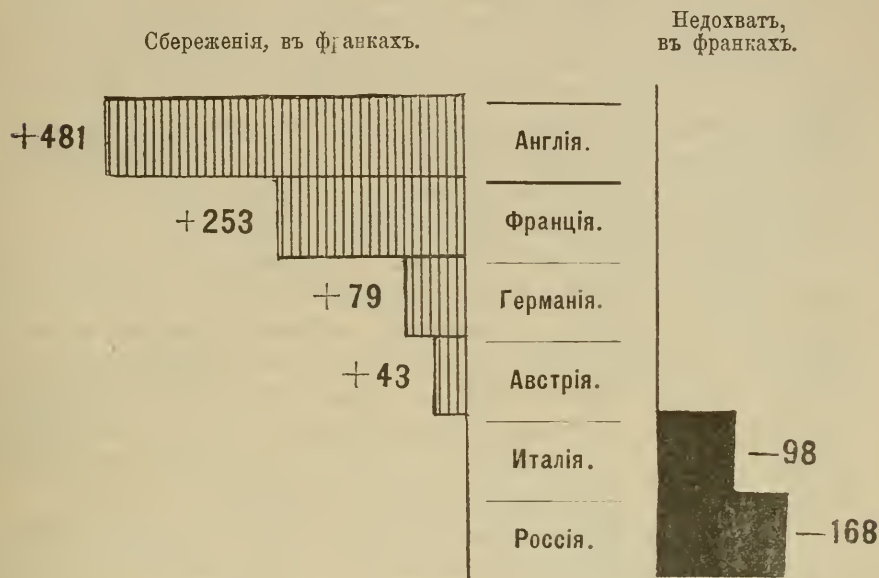 Сбереженія, въ франкахъ.
Недохватъ,
въ франкахъ.
+481
Англія.
+253
Франція.
+79
Германія.
+43
Австрія.
Италія.
—98
Россія.
—168